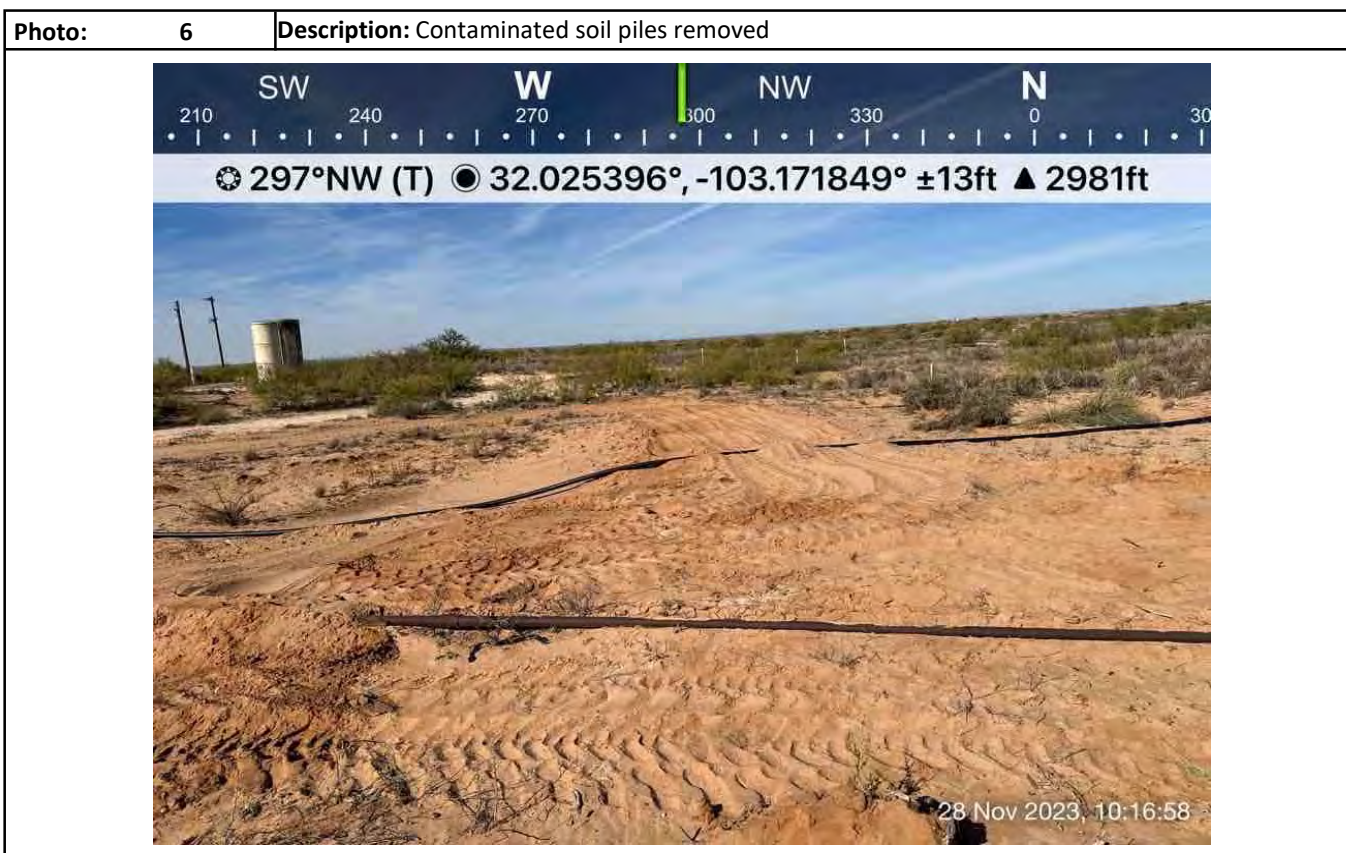 Photo: 6 Description: Contaminated soil piles removed
SW W NW N
210 240 270 300 330 0 30
297°NW (T) 32.025396°, -103.171849° ±13ft ▲ 2981ft
28 Nov 2023, 10:16:58